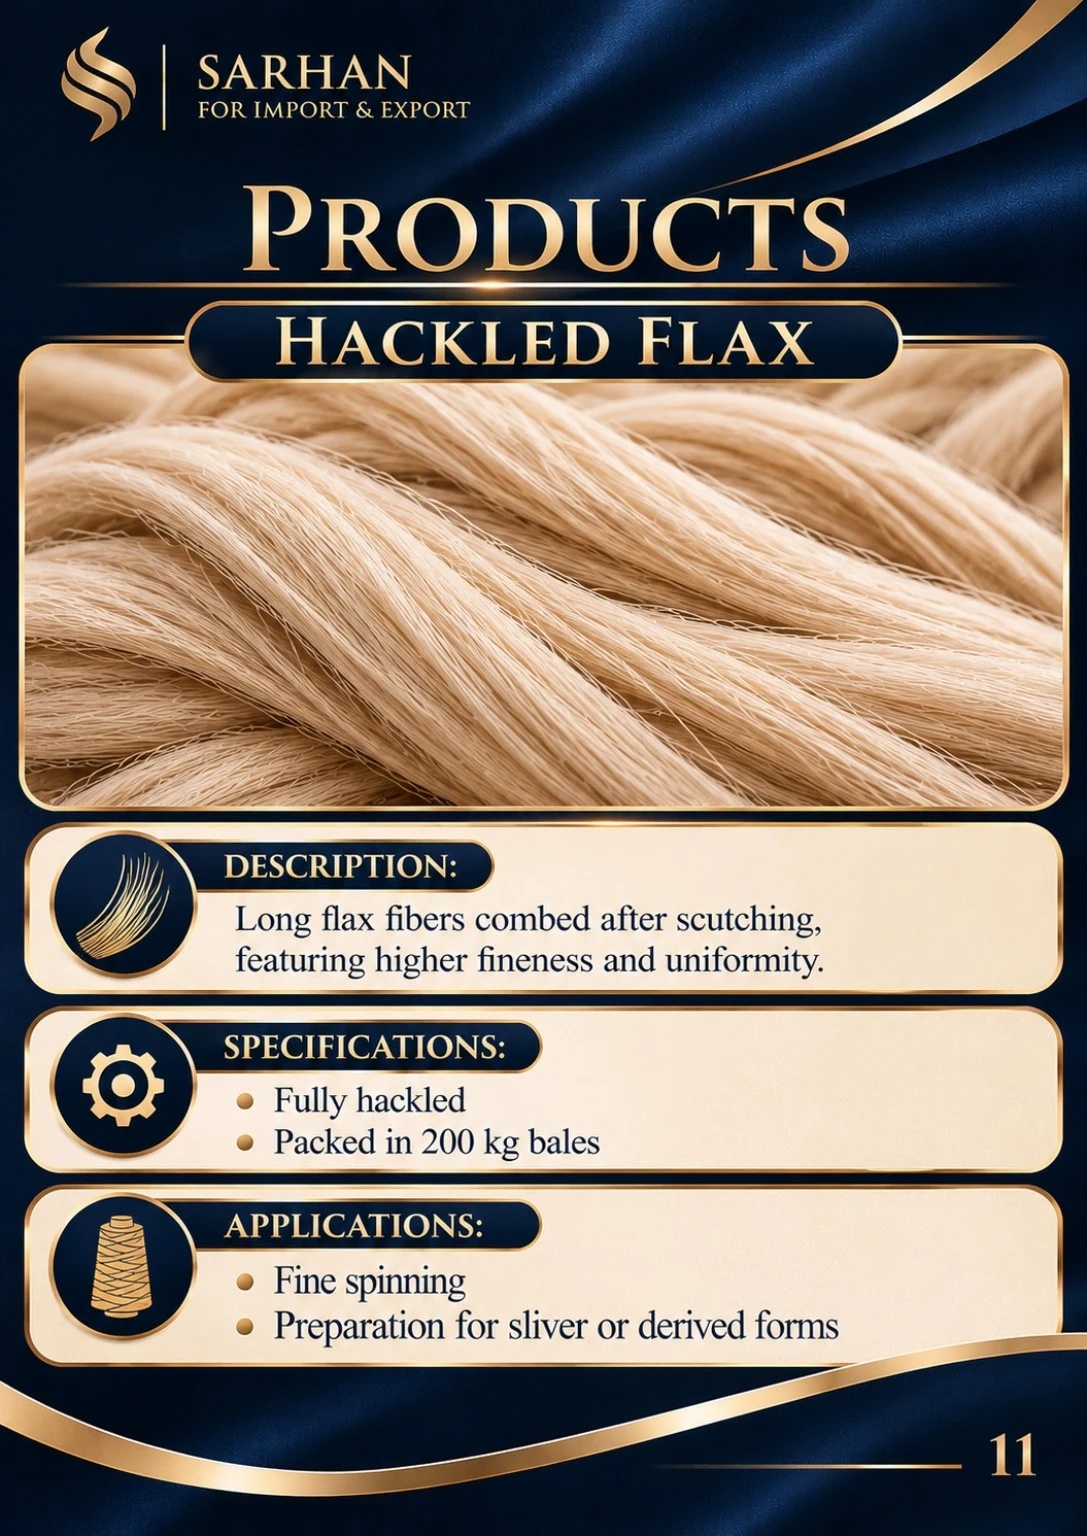 SARHAN
FOR IMPORT & EXPORT
PRODUCTS
HACKLED FLAX
DESCRIPTION:
Long flax fibers combed after scutching,
featuring higher fineness and uniformity.
SPECIFICATIONS:
• Fully hackled
• Packed in 200 kg bales
APPLICATIONS:
• Fine spinning
• Preparation for sliver or derived forms
11